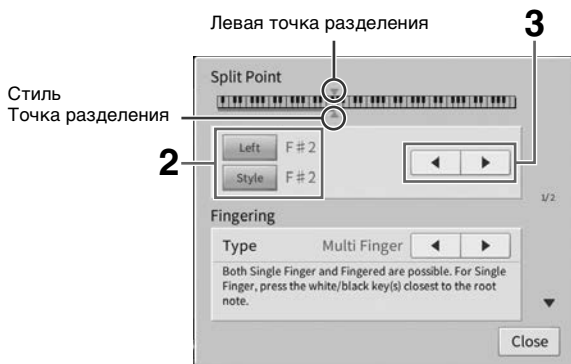 Левая точка разделения
3
Split Point
Стиль
Точка разделения
2
Left F#2
Style F#2
1/2
Fingering
Type Multi Finger
Both Single Finger and Fingered are possible. For Single
Finger, press the white/black key(s) closest to the root
note.
Close